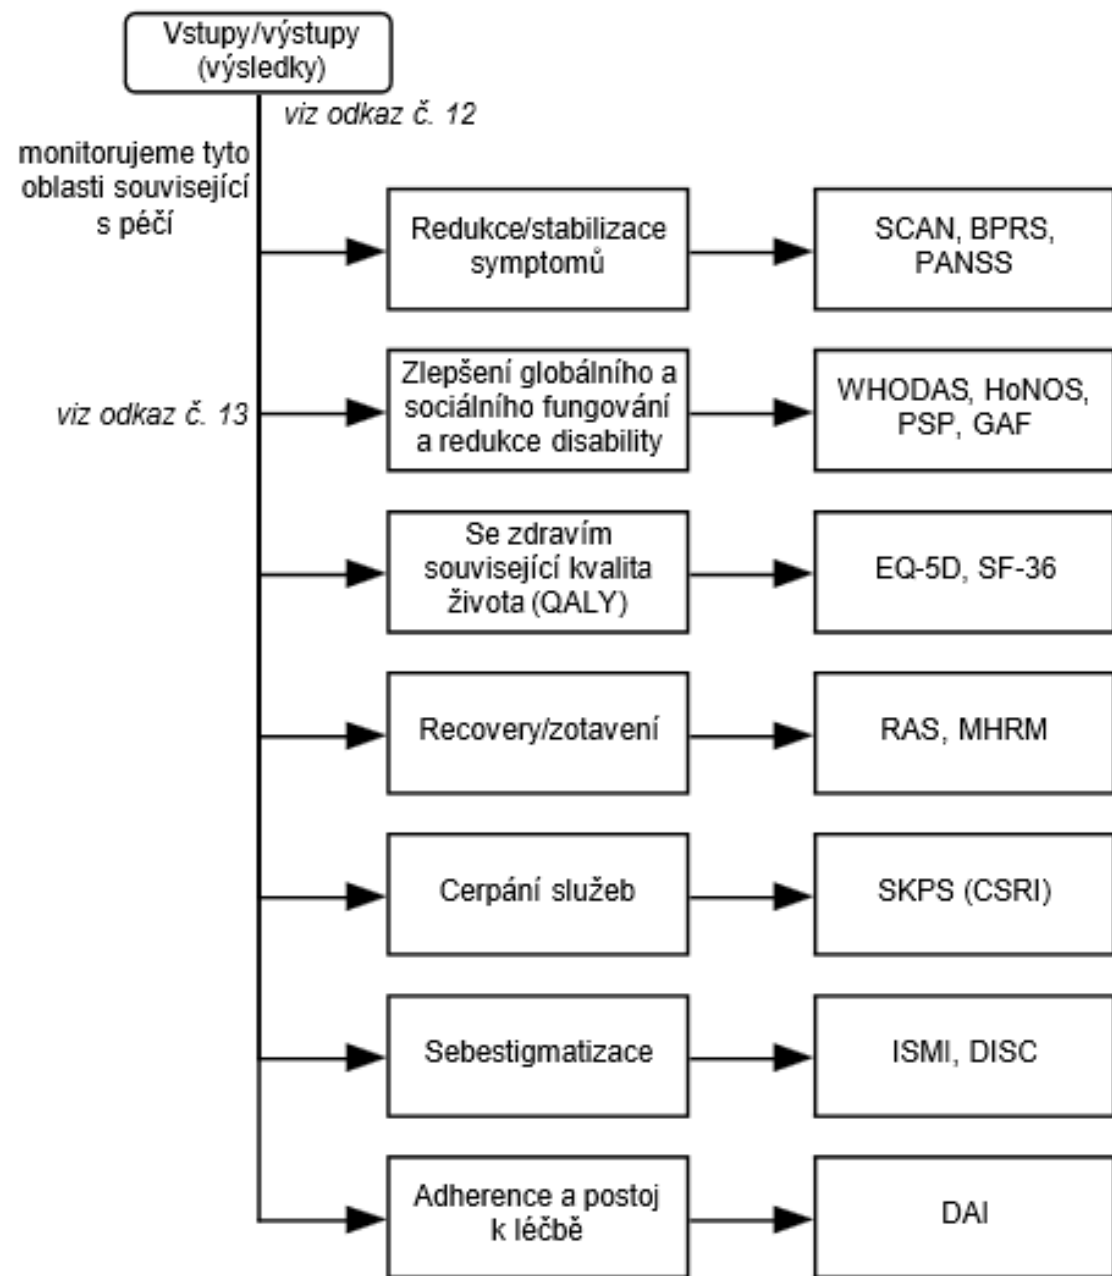 Vstupy/výstupy
(výsledky)
viz odkaz č. 12
monitorujeme tyto
oblasti související
s péčí
Redukce/stabilizace
symptomů
SCAN, BPRS,
PANSS
Zlepšení globálního a
sociálního fungování
a redukce disability
WHODAS, HoNOS,
PSP, GAF
viz odkaz č. 13
Se zdravím
související kvalita
života (QALY)
EQ-5D, SF-36
Recovery/zotavení
RAS, MHRM
Cerpání služeb
SKPS (CSRI)
Sebestigmatizace
ISMI, DISC
Adherence a postoj
k léčbě
DAI